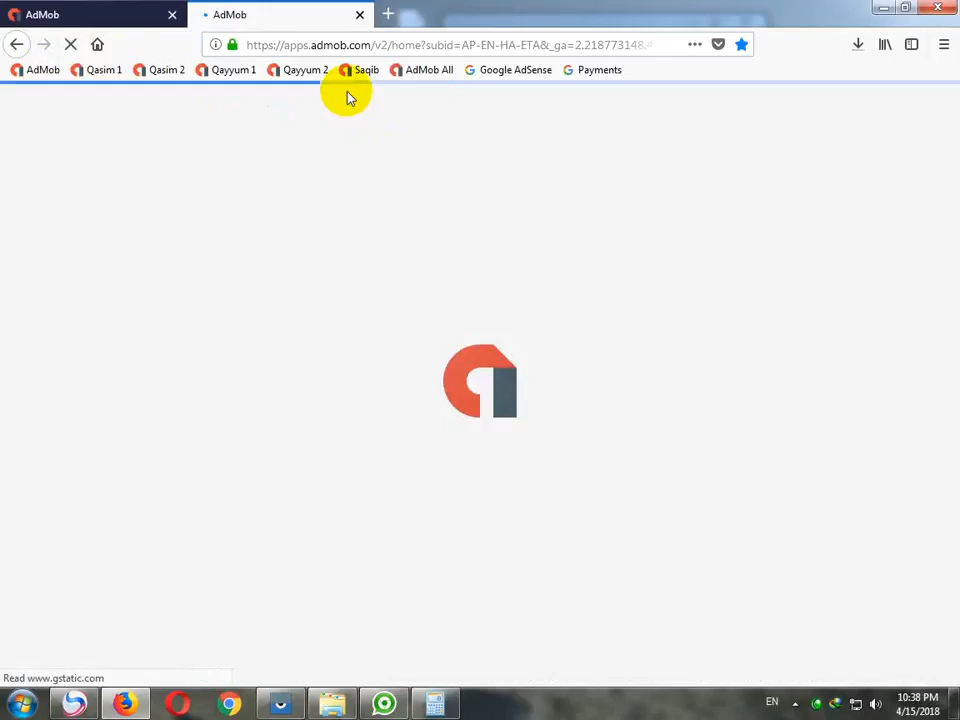 AdMob
AdMob
https://apps.admob.com/v2/home?subid=AP-EN-HA-ETA&_ga=2.218773148.4
AdMob Qasim 1 Qasim 2 Qayyum 1 Qayyum 2 Saqib AdMob All Google AdSense Payments
Read www.gstatic.com
EN
10:38 PM
4/15/2018